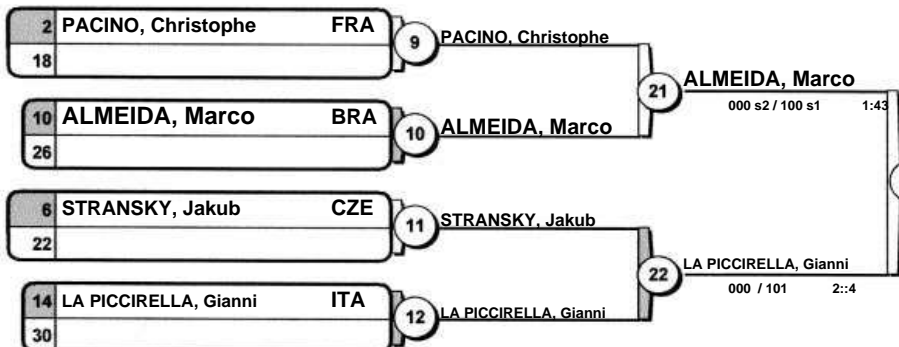 2 PACINO, Christophe FRA
18
9
PACINO, Christophe
10 ALMEIDA, Marco BRA
26
10
ALMEIDA, Marco
21
ALMEIDA, Marco
000 s2 / 100 s1 1:43
6 STRANSKY, Jakub CZE
22
11
STRANSKY, Jakub
14 LA PICCIRELLA, Gianni ITA
30
12
LA PICCIRELLA, Gianni
22
LA PICCIRELLA, Gianni
000 / 101 2::4